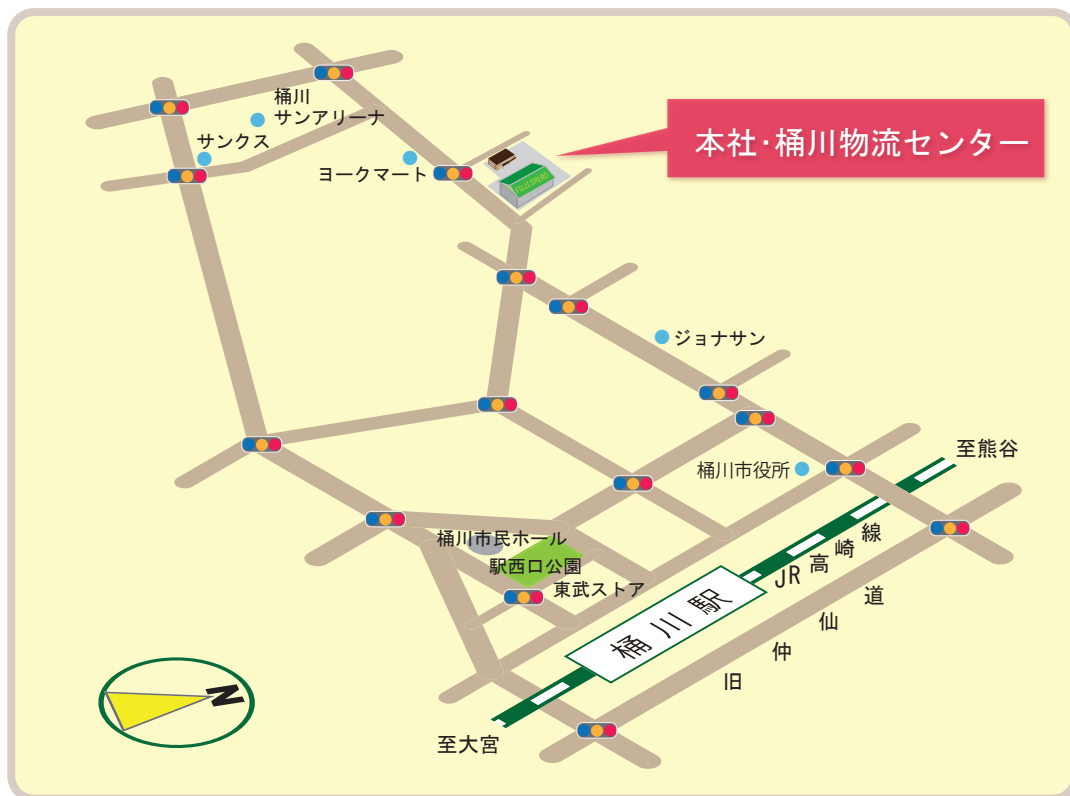 桶川
サンアリーナ
サンクス
ヨークマート
本社･桶川物流センター
FUJISHIRO
ジョナサン
桶川市役所
至熊谷
桶川市民ホール
駅西口公園
東武ストア
JR高崎線
桶川駅
旧仲仙道
至大宮
N